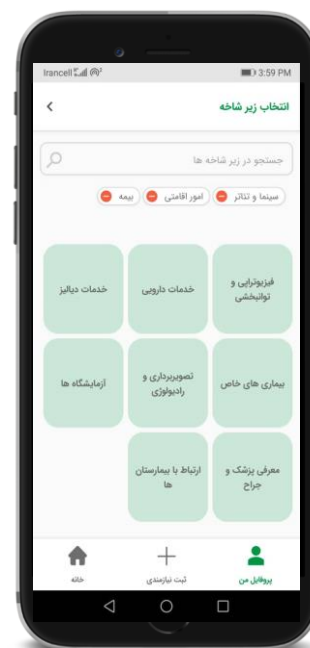 Irancell 3:59 PM
انتخاب زیر شاخه
جستجو در زیر شاخه ها
سینما و تئاتر
امور اقامتی
بیمه
فیزیوتراپی و
توانبخشی
خدمات دارویی
خدمات دیالیز
بیماری های خاص
تصویربرداری و
رادیولوژی
آزمایشگاه ها
معرفی پزشک و
جراح
ارتباط با بیمارستان
ها
پروفایل من
ثبت نیازمندی
خانه